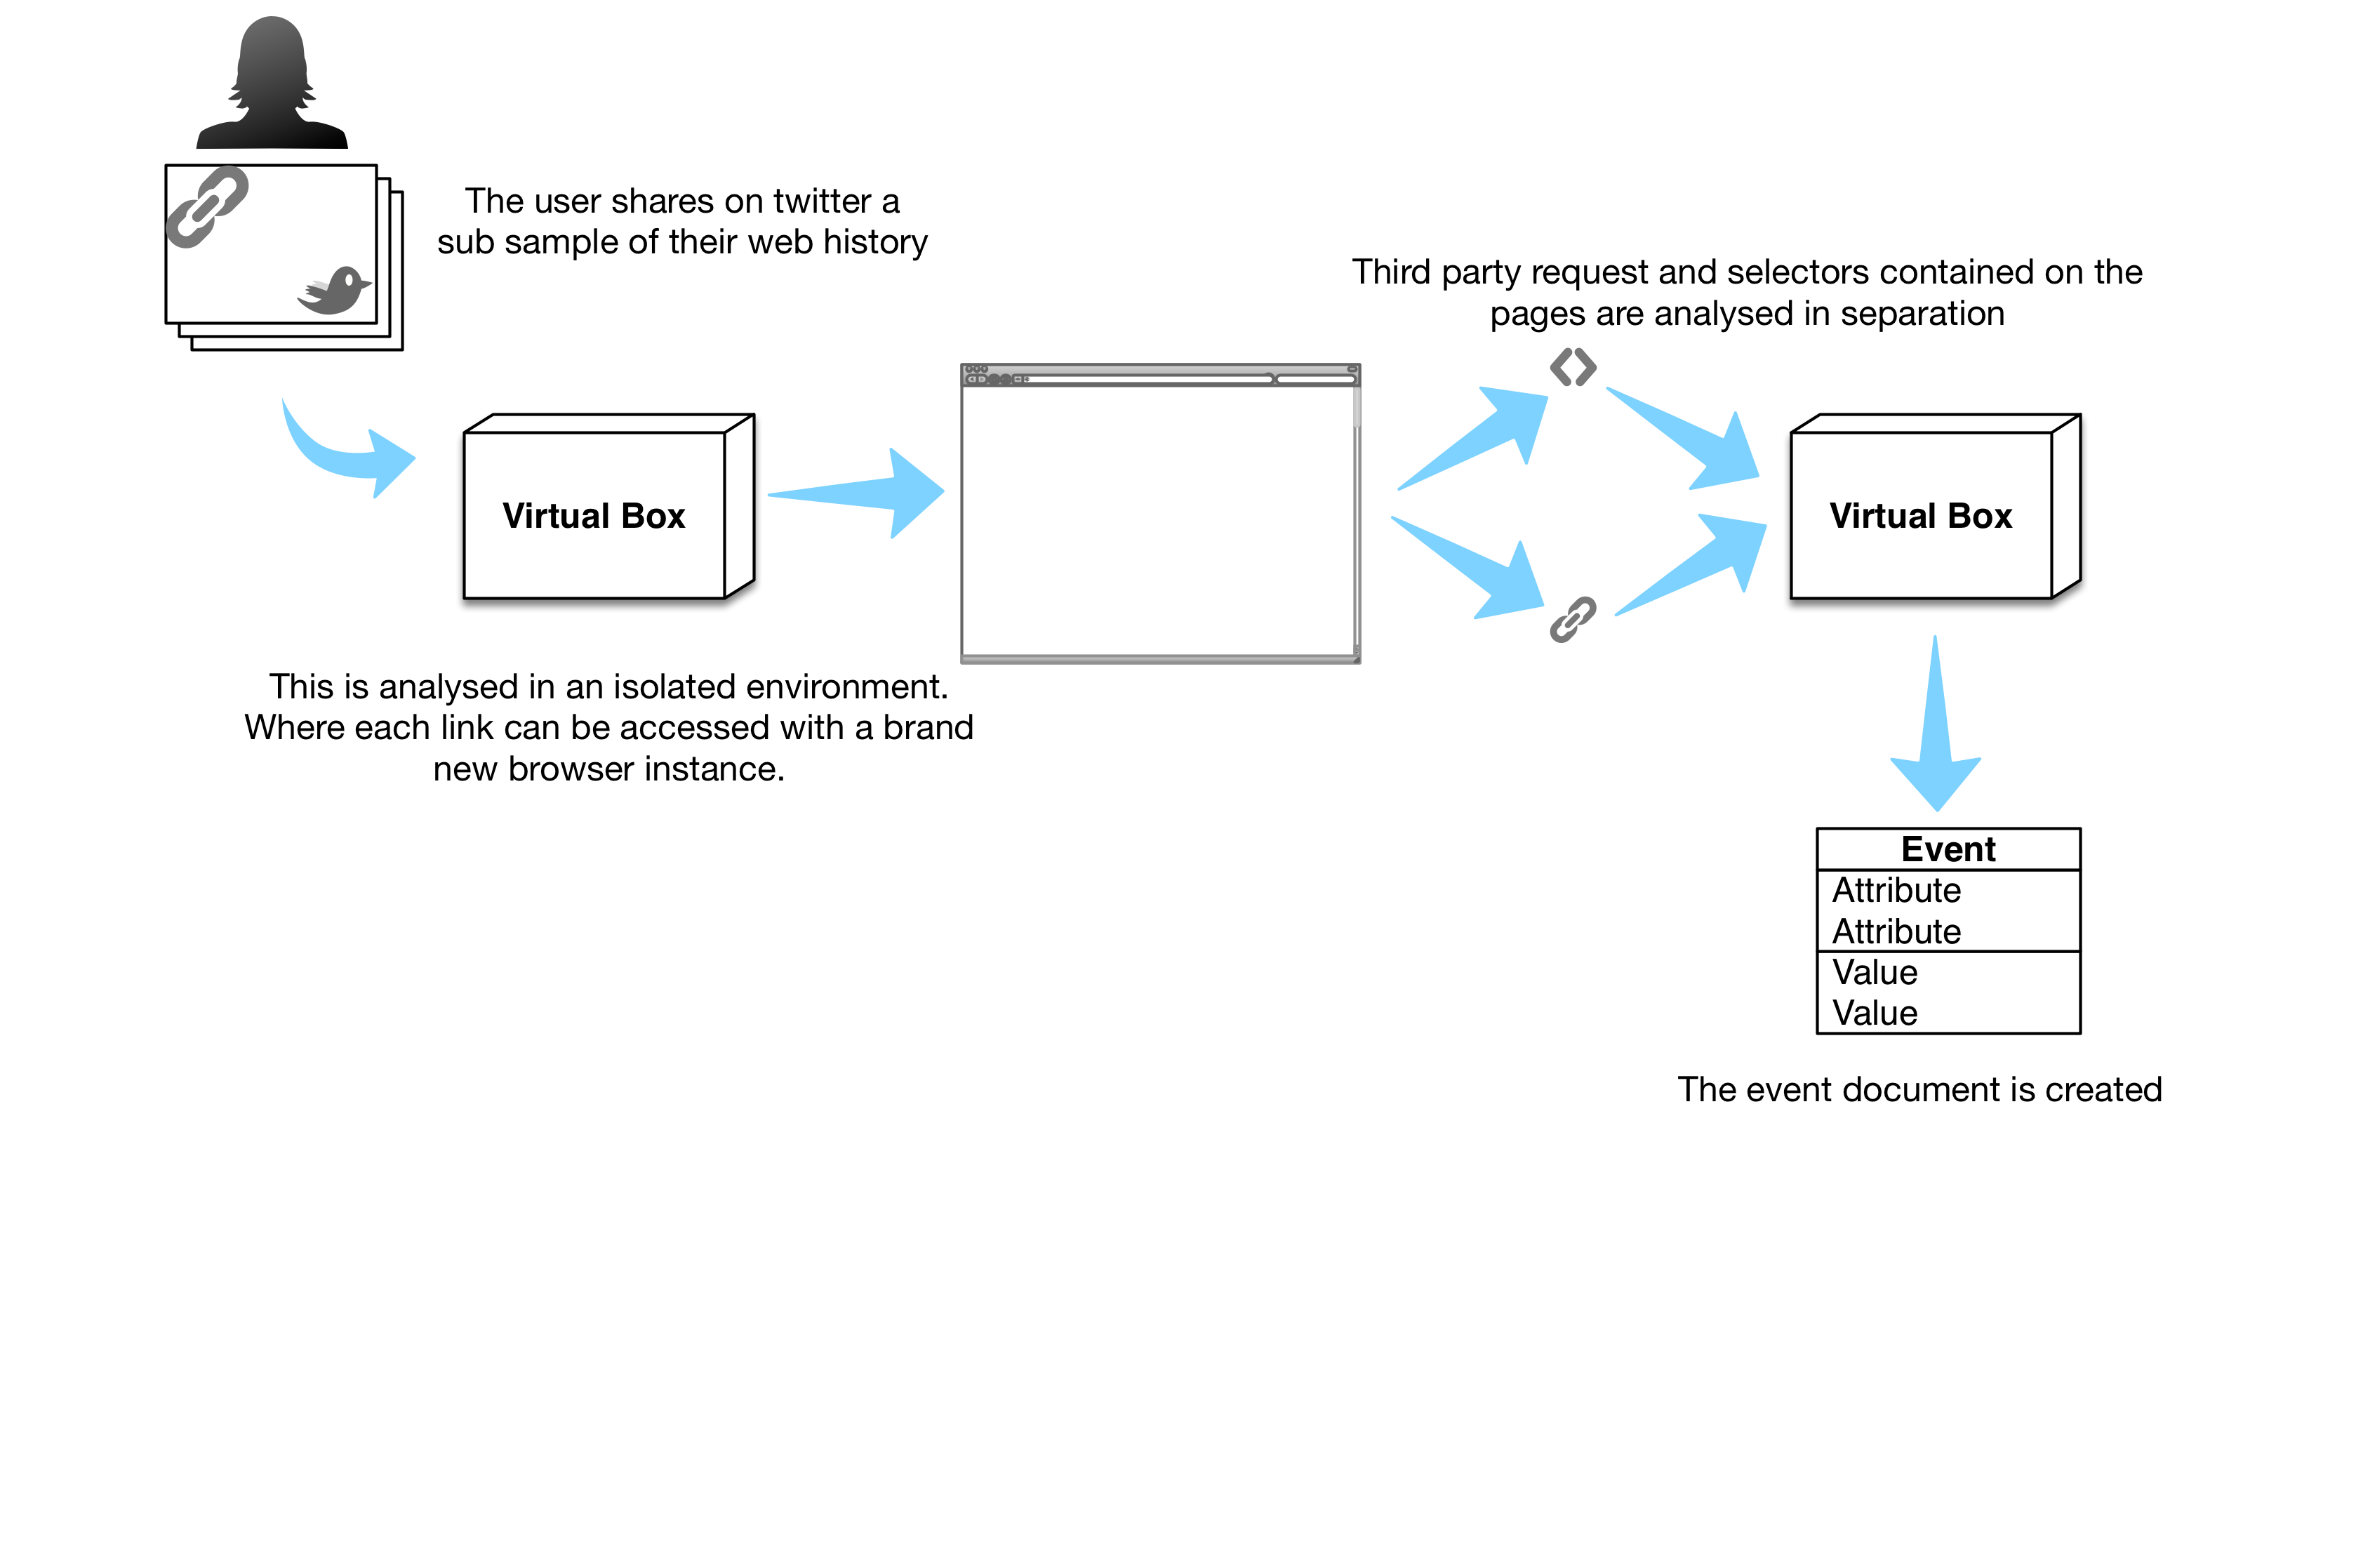 The user shares on twitter a
sub sample of their web history
Third party request and selectors contained on the
pages are analysed in separation
Virtual Box
Virtual Box
This is analysed in an isolated environment.
Where each link can be accessed with a brand
new browser instance.
Event
Attribute
Attribute
Value
Value
The event document is created